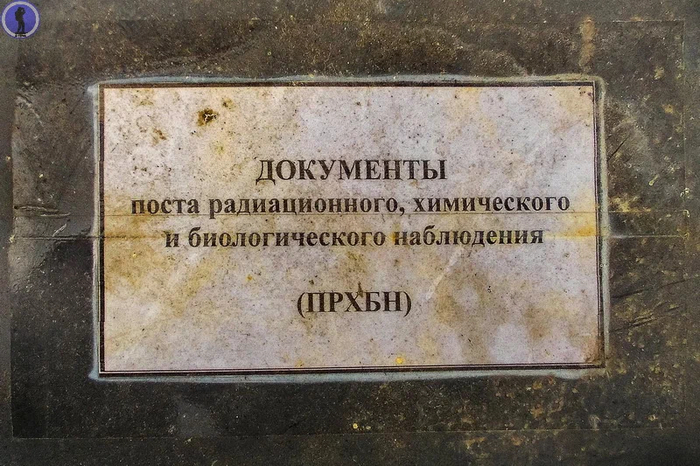 ДОКУМЕНТЫ
поста радиационного, химического
и биологического наблюдения
(ПРХБН)